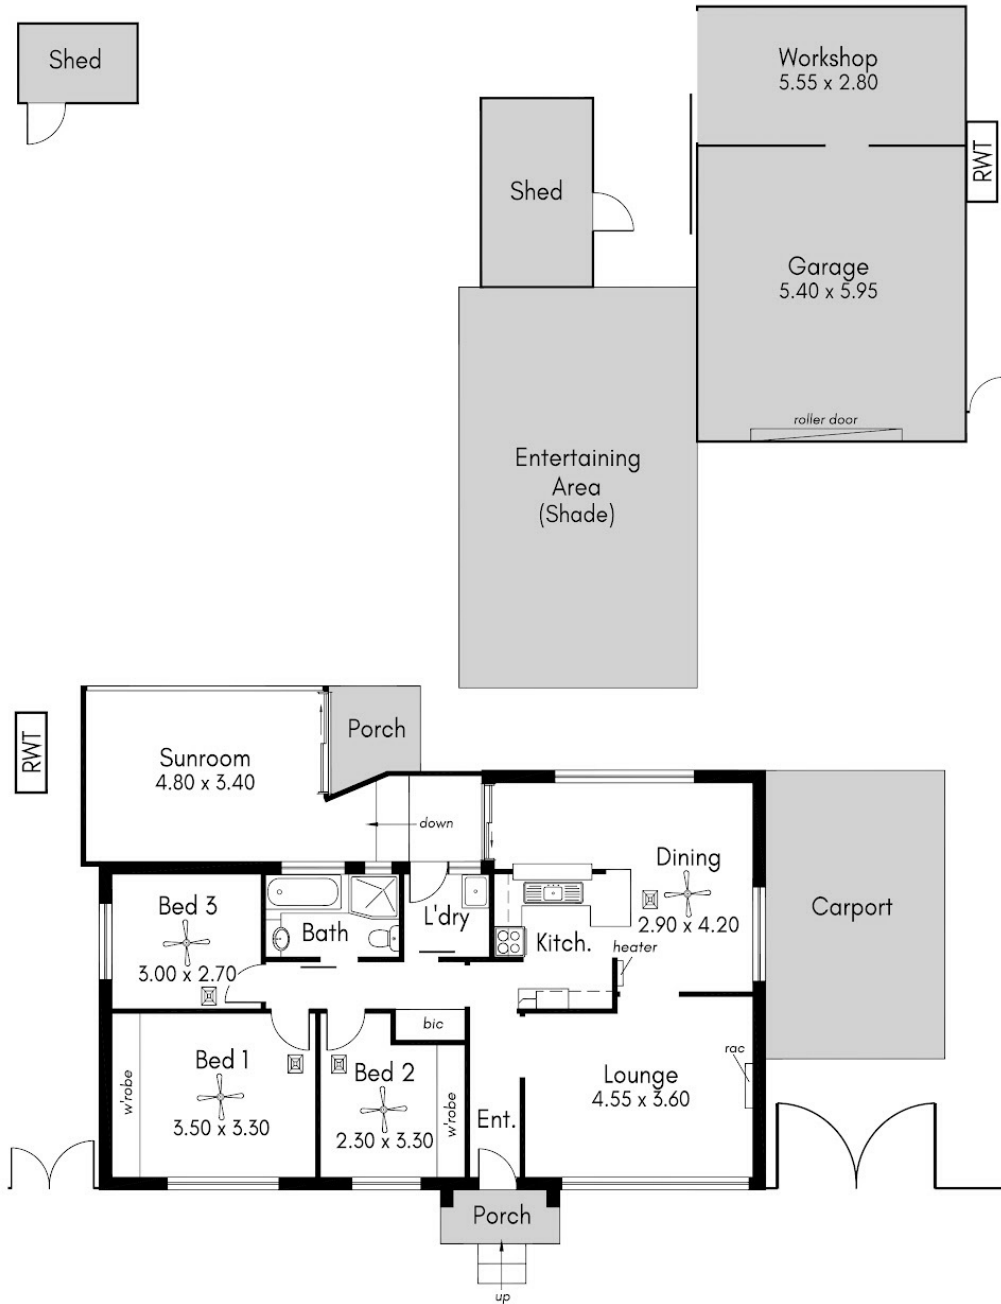 Shed
Workshop
5.55 x 2.80
RWT
Shed
Garage
5.40 x 5.95
roller door
Entertaining
Area
(Shade)
RWT
Sunroom
4.80 x 3.40
Porch
down
Dining
2.90 x 4.20
Carport
Bed 3
3.00 x 2.70
Bath
L'dry
Kitch.
heater
bic
Bed 1
3.50 x 3.30
w'robe
Bed 2
2.30 x 3.30
w'robe
Ent.
Lounge
4.55 x 3.60
rac
Porch
up